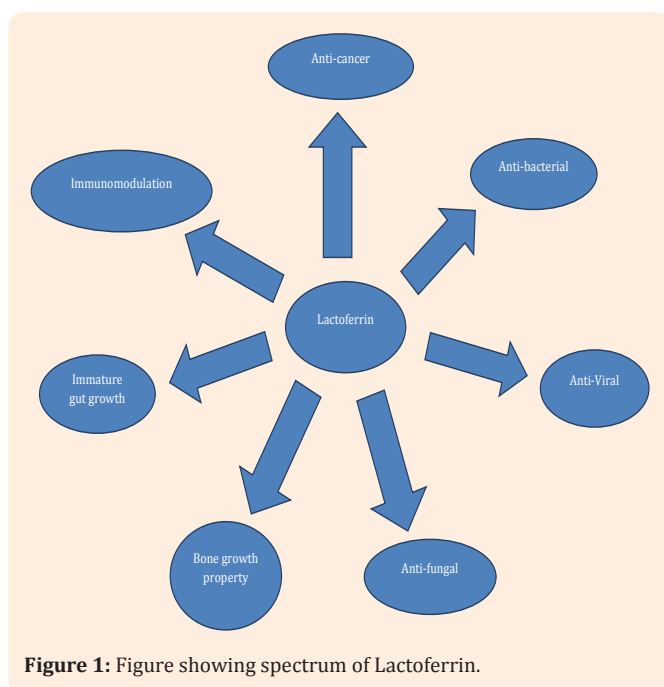 Anti-cancer
Anti-bacterial
Immunomodulation
Lactoferrin
Immature
gut growth
Anti-Viral
Bone growth
property
Anti-fungal
Figure 1: Figure showing spectrum of Lactoferrin.